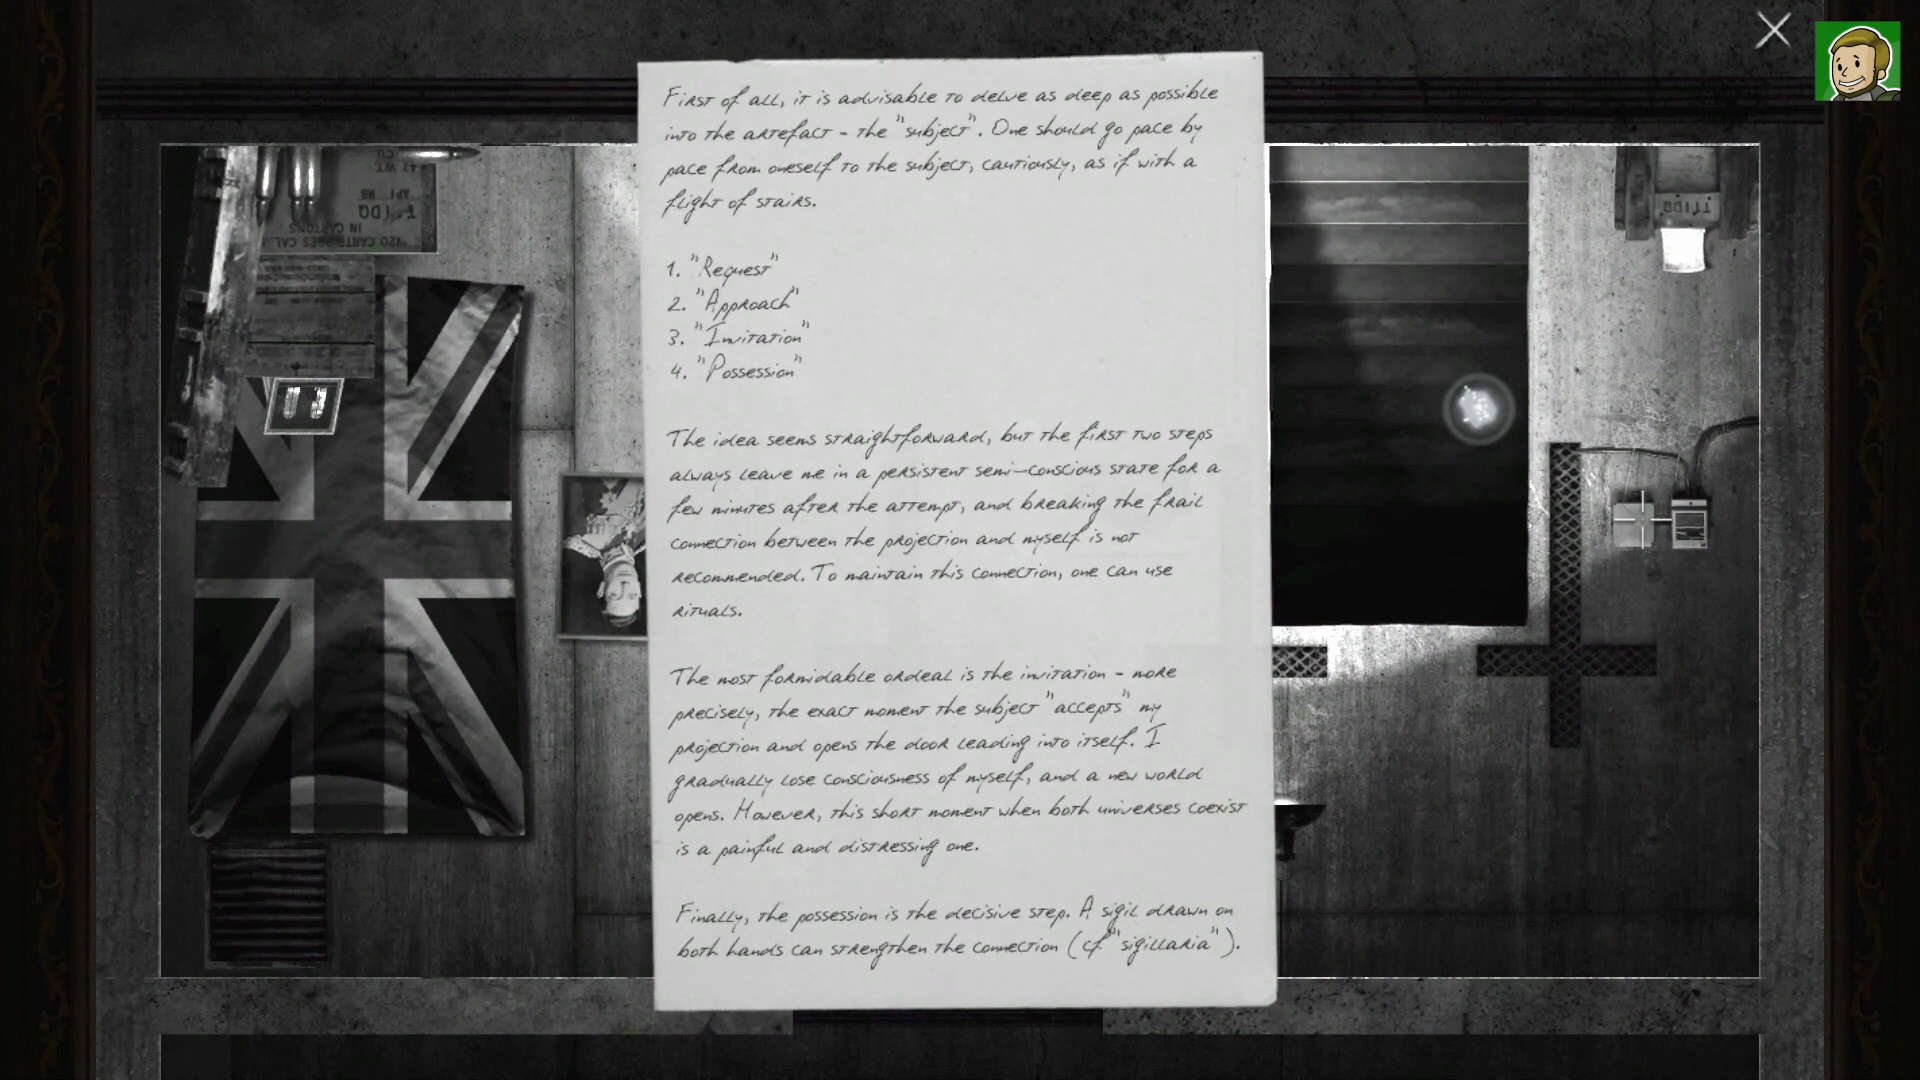 First of all, it is advisable to delve as deep as possible
into the artefact - the "subject". One should go pace by
pace from oneself to the subject, cautiously, as if with a
flight of stairs.
1. "Request"
2. "Approach"
3. "Invitation"
4. "Possession"
The idea seems straightforward, but the first two steps
always leave me in a persistent semi-conscious state for a
few minutes after the attempt, and breaking the frail
connection between the projection and myself is not
recommended. To maintain this connection, one can use
rituals.
The most formidable ordeal is the invitation - more
precisely, the exact moment the subject "accepts" my
projection and opens the door leading into itself. I
gradually lose consciousness of myself, and a new world
opens. However, this short moment when both universes coexist
is a painful and distressing one.
Finally, the possession is the decisive step. A sigil drawn on
both hands can strengthen the connection (cf "sigillaria").
120 CARTRIDGES CAL.
IN CARTONS
T1IDQ
API M8